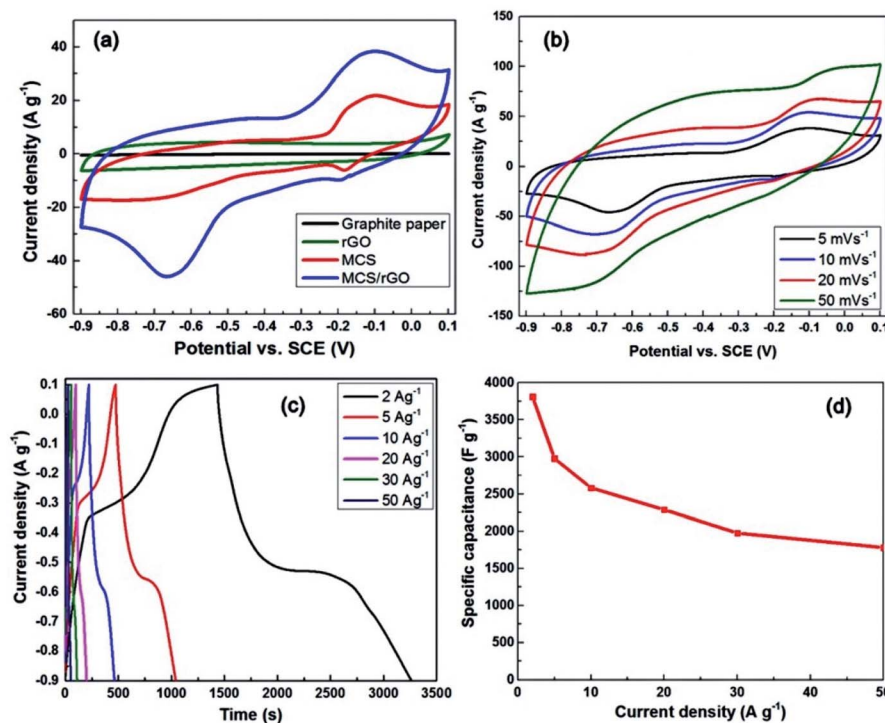 (a)
Current density (A g⁻¹)
40
20
0
-20
-40
-60
Graphite paper
rGO
MCS
MCS/rGO
-0.9 -0.8 -0.7 -0.6 -0.5 -0.4 -0.3 -0.2 -0.1 0.0 0.1
Potential vs. SCE (V)
(b)
Current density (A g⁻¹)
150
100
50
0
-50
-100
-150
5 mVs⁻¹
10 mVs⁻¹
20 mVs⁻¹
50 mVs⁻¹
-0.9 -0.8 -0.7 -0.6 -0.5 -0.4 -0.3 -0.2 -0.1 0.0 0.1
Potential vs. SCE (V)
(c)
Current density (A g⁻¹)
0.1
0.0
-0.1
-0.2
-0.3
-0.4
-0.5
-0.6
-0.7
-0.8
-0.9
2 Ag⁻¹
5 Ag⁻¹
10 Ag⁻¹
20 Ag⁻¹
30 Ag⁻¹
50 Ag⁻¹
0 500 1000 1500 2000 2500 3000 3500
Time (s)
(d)
Specific capacitance (F g⁻¹)
4000
3500
3000
2500
2000
1500
1000
500
0
0 10 20 30 40 50
Current density (A g⁻¹)